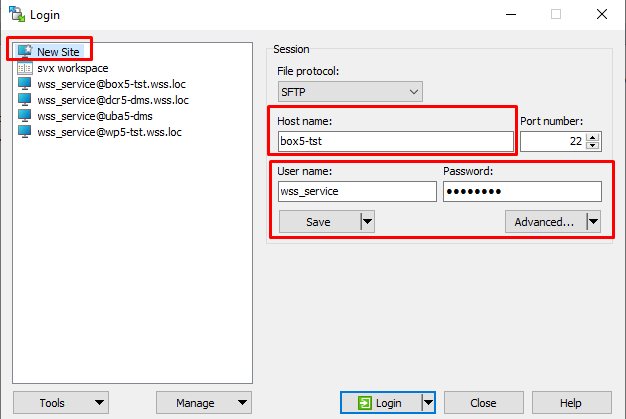 Login
New Site
svx workspace
wss_service@box5-tst.wss.loc
wss_service@dcr5-dms.wss.loc
wss_service@uba5-dms
wss_service@wp5-tst.wss.loc
Session
File protocol:
SFTP
Host name: Port number:
box5-tst 22
User name: Password:
wss_service ••••••••
Save Advanced...
Tools Manage Login Close Help